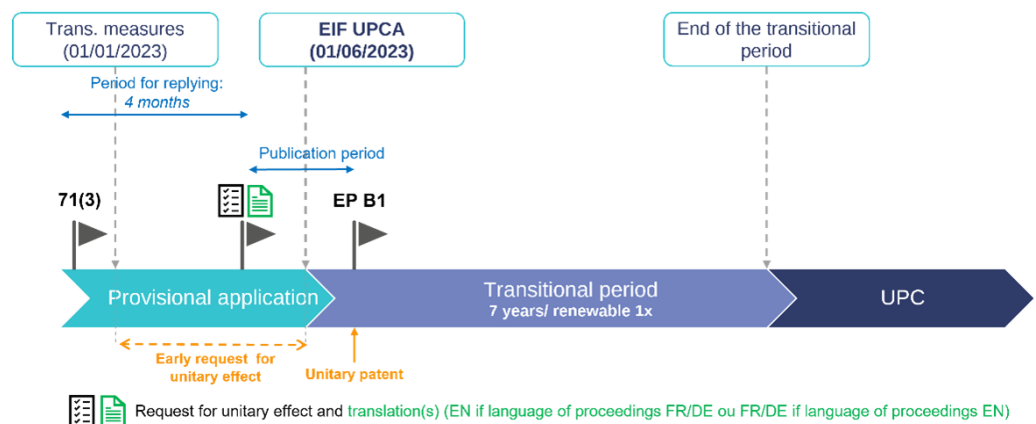 Trans. measures
(01/01/2023)
EIF UPCA
(01/06/2023)
End of the transitional
period
Period for replying:
4 months
Publication period
71(3)
EP B1
Provisional application
Transitional period
7 years/ renewable 1x
UPC
Early request for
unitary effect
Unitary patent
Request for unitary effect and translation(s) (EN if language of proceedings FR/DE ou FR/DE if language of proceedings EN)